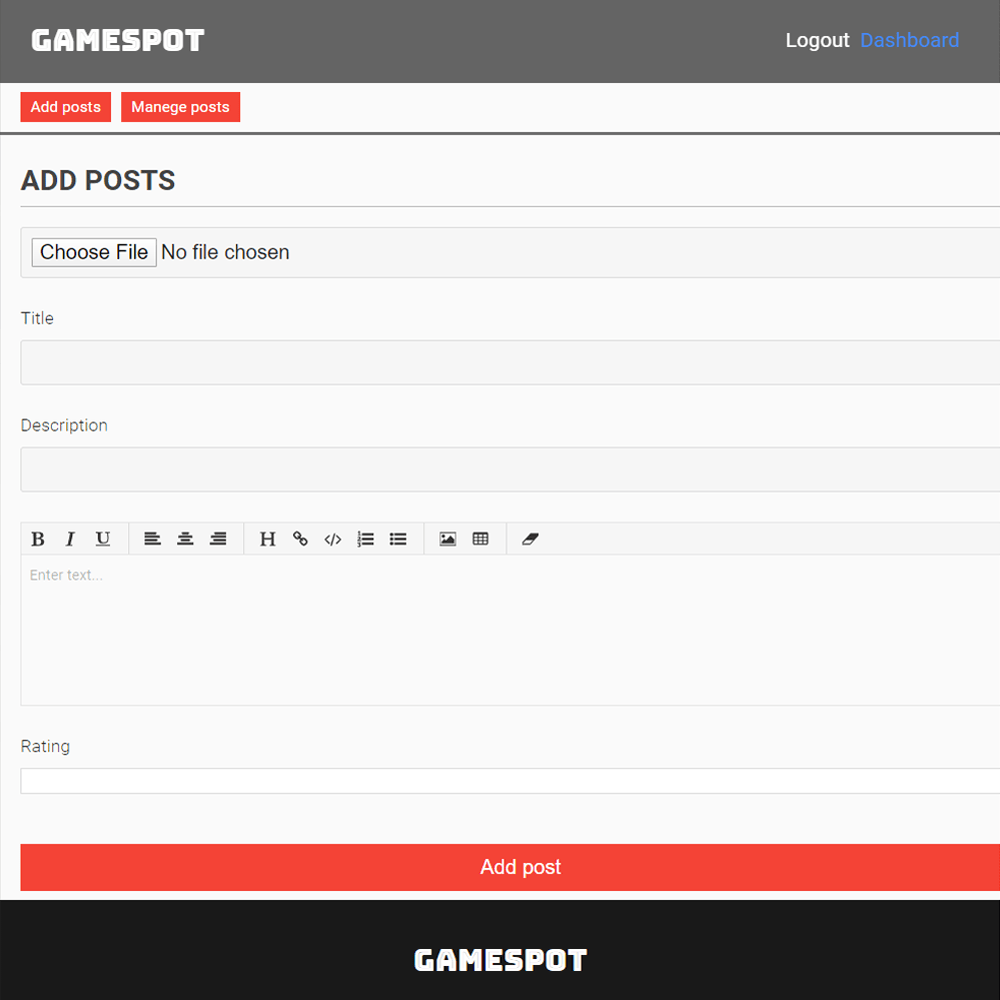 GAMESPOT
Logout Dashboard
Add posts Manege posts
ADD POSTS
Choose File No file chosen
Title
Description
B I U H
Enter text...
Rating
Add post
GAMESPOT